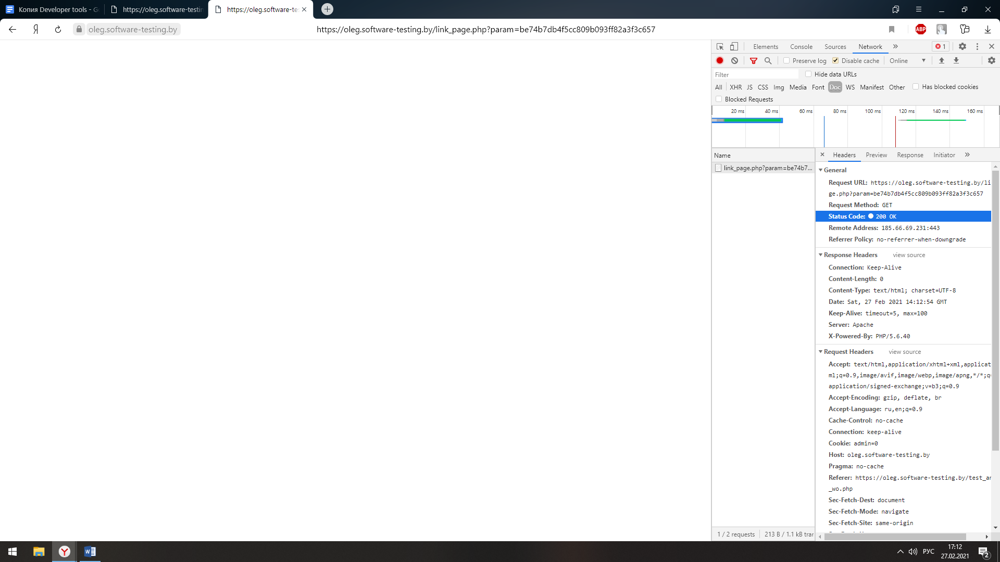 Копия Developer tools - G
https://oleg.software-testin
https://oleg.software-tes
oleg.software-testing.by
https://oleg.software-testing.by/link_page.php?param=be74b7db4f5cc809b093ff82a3f3c657
ABP
Elements Console Sources Network » 1
Preserve log Disable cache Online
Filter Hide data URLs
All XHR JS CSS Img Media Font Doc WS Manifest Other Has blocked cookies
Blocked Requests
20 ms 40 ms 60 ms 80 ms 100 ms 120 ms 140 ms 160 ms
Name
link_page.php?param=be74b7...
Headers Preview Response Initiator »
General
Request URL: https://oleg.software-testing.by/li
ge.php?param=be74b7db4f5cc809b093ff82a3f3c657
Request Method: GET
Status Code: 200 OK
Remote Address: 185.66.69.231:443
Referrer Policy: no-referrer-when-downgrade
Response Headers view source
Connection: Keep-Alive
Content-Length: 0
Content-Type: text/html; charset=UTF-8
Date: Sat, 27 Feb 2021 14:12:54 GMT
Keep-Alive: timeout=5, max=100
Server: Apache
X-Powered-By: PHP/5.6.40
Request Headers view source
Accept: text/html,application/xhtml+xml,applicat
ml;q=0.9,image/avif,image/webp,image/apng,*/*;q=
application/signed-exchange;v=b3;q=0.9
Accept-Encoding: gzip, deflate, br
Accept-Language: ru,en;q=0.9
Cache-Control: no-cache
Connection: keep-alive
Cookie: admin=0
Host: oleg.software-testing.by
Pragma: no-cache
Referer: https://oleg.software-testing.by/test_an
_wo.php
Sec-Fetch-Dest: document
Sec-Fetch-Mode: navigate
Sec-Fetch-Site: same-origin
1 / 2 requests 213 B / 1.1 kB tran
РУС
17:12
27.02.2021
2